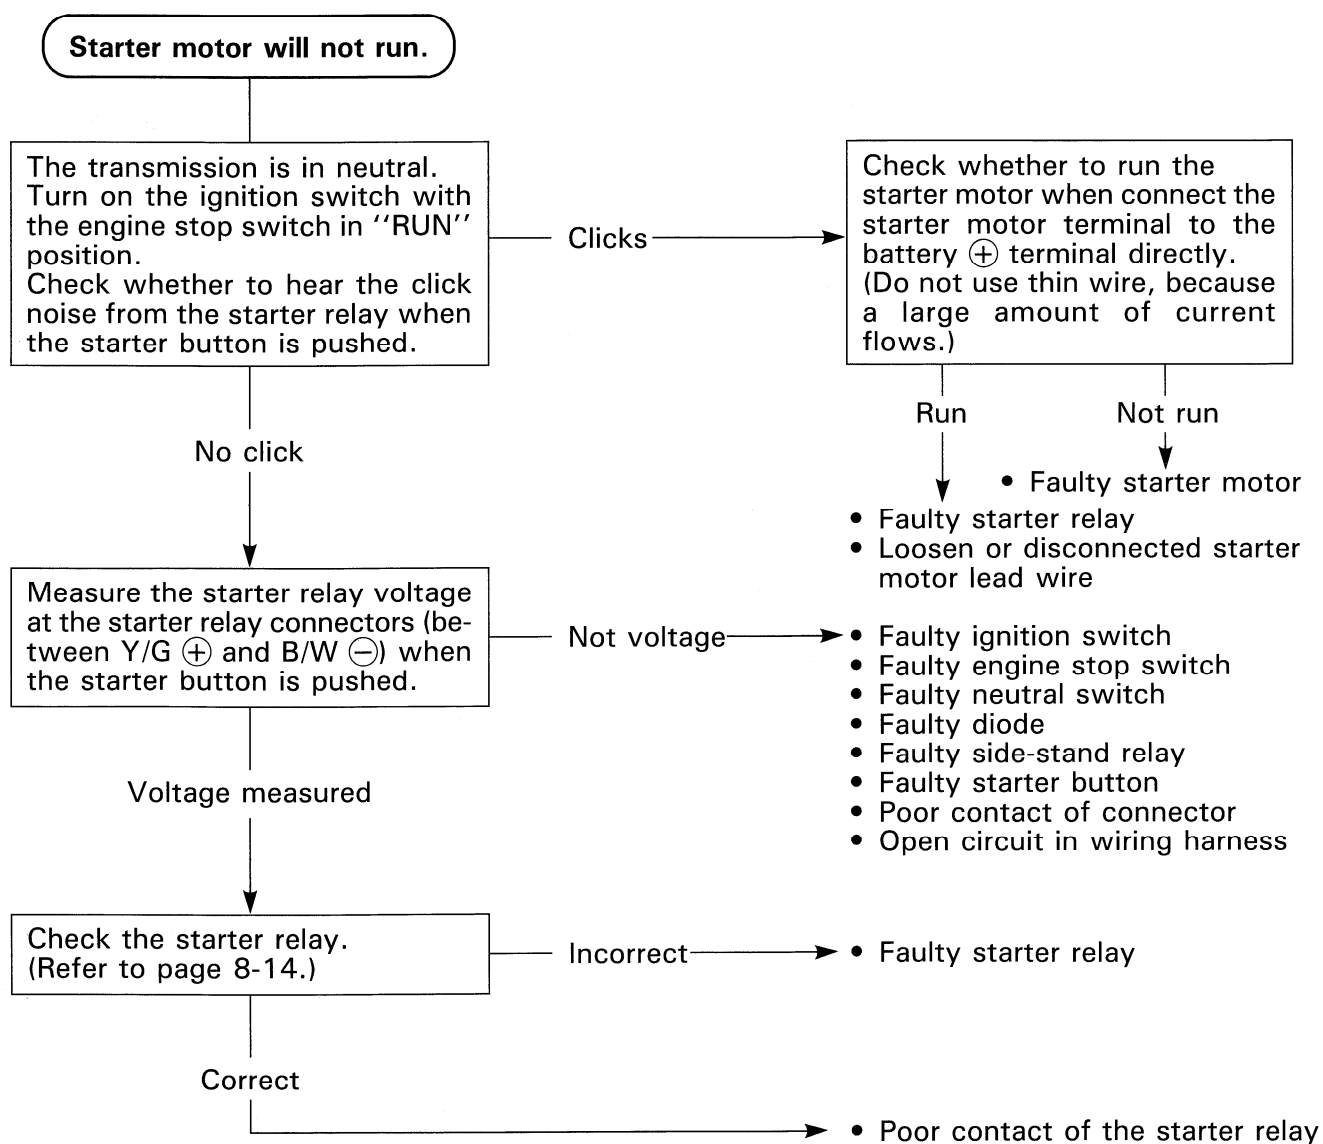 Starter motor will not run.
The transmission is in neutral.
Turn on the ignition switch with
the engine stop switch in ''RUN''
position.
Check whether to hear the click
noise from the starter relay when
the starter button is pushed.
Clicks
Check whether to run the
starter motor when connect the
starter motor terminal to the
battery ⊕ terminal directly.
(Do not use thin wire, because
a large amount of current
flows.)
Run
Not run
• Faulty starter motor
• Faulty starter relay
• Loosen or disconnected starter
motor lead wire
No click
Measure the starter relay voltage
at the starter relay connectors (be-
tween Y/G ⊕ and B/W ⊖) when
the starter button is pushed.
Not voltage
• Faulty ignition switch
• Faulty engine stop switch
• Faulty neutral switch
• Faulty diode
• Faulty side-stand relay
• Faulty starter button
• Poor contact of connector
• Open circuit in wiring harness
Voltage measured
Check the starter relay.
(Refer to page 8-14.)
Incorrect
• Faulty starter relay
Correct
• Poor contact of the starter relay